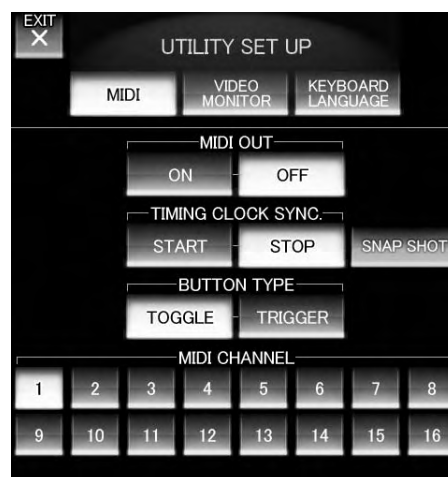 EXIT
×
UTILITY SET UP
MIDI
VIDEO
MONITOR
KEYBOARD
LANGUAGE
MIDI OUT
ON OFF
TIMING CLOCK SYNC.
START STOP SNAP SHOT
BUTTON TYPE
TOGGLE TRIGGER
MIDI CHANNEL
1 2 3 4 5 6 7 8
9 10 11 12 13 14 15 16